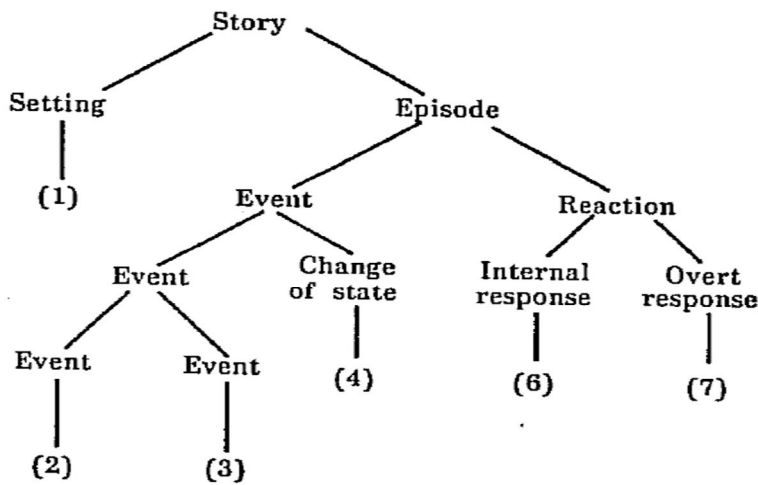 Story
Setting
Episode
(1)
Event
Reaction
Event
Change
of state
Internal
response
Overt
response
Event
Event
(4)
(6)
(7)
(2)
(3)